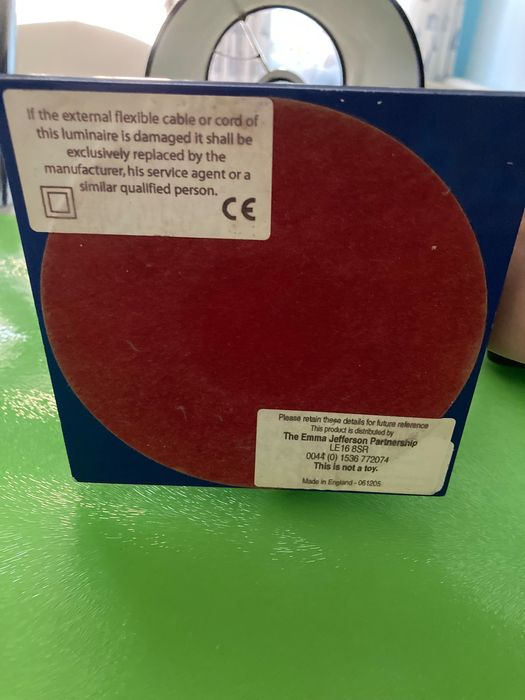 If the external flexible cable or cord of
this luminaire is damaged it shall be
exclusively replaced by the
manufacturer, his service agent or a
similar qualified person.
CE
Please retain these details for future reference
This product is distributed by
The Emma Jefferson Partnership
LE16 8SR
0044 (0) 1536 772074
This is not a toy.
Made in England - 061205